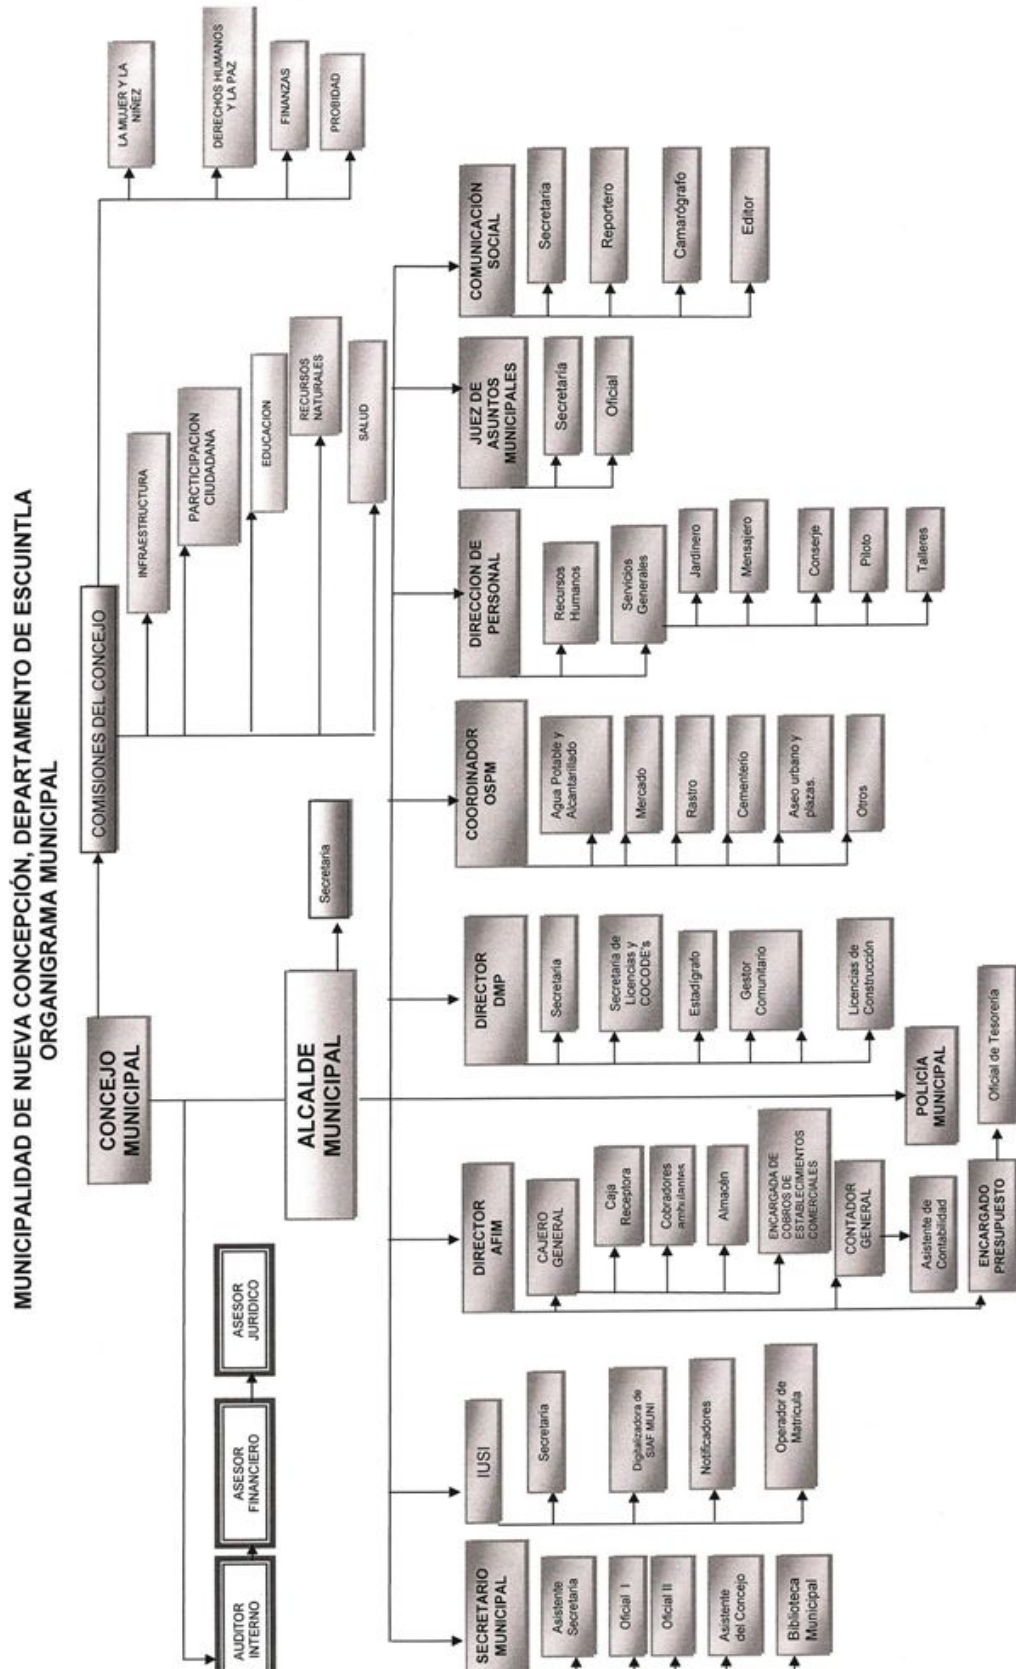 MUNICIPALIDAD DE NUEVA CONCEPCIÓN, DEPARTAMENTO DE ESCUINTLA
ORGANIGRAMA MUNICIPAL
CONCEJO
MUNICIPAL
COMISIONES DEL CONCEJO
LA MUJER Y LA
NIÑEZ
DERECHOS HUMANOS
Y LA PAZ
FINANZAS
PROBIDAD
INFRAESTRUCTURA
PARCTICIPACION
CIUDADANA
EDUCACION
RECURSOS
NATURALES
SALUD
AUDITOR
INTERNO
ASESOR
FINANCIERO
ASESOR
JURIDICO
ALCALDE
MUNICIPAL
Secretaria
SECRETARIO
MUNICIPAL
Asistente
Secretaria
Oficial I
Oficial II
Asistente
del Concejo
Biblioteca
Municipal
IUSI
Secretaria
Digitalizadora de
SIAF MUNI
Notificadores
Operador de
Matricula
DIRECTOR
AFIM
CAJERO
GENERAL
Caja
Receptora
Cobradores
ambulantes
Almacén
ENCARGADA DE
COBROS DE
ESTABLECIMIENTOS
COMERCIALES
CONTADOR
GENERAL
Asistente de
Contabilidad
ENCARGADO
PRESUPUESTO
Oficial de Tesorería
POLICÍA
MUNICIPAL
DIRECTOR
DMP
Secretaria
Secretaria de
Licencias y
COCODE's
Estadígrafo
Gestor
Comunitario
Licencias de
Construcción
COORDINADOR
OSPM
Agua Potable y
Alcantarillado
Mercado
Rastro
Cementerio
Aseo urbano y
plazas.
Otros
DIRECCION DE
PERSONAL
Recursos
Humanos
Servicios
Generales
Jardinero
Mensajero
Conserje
Piloto
Talleres
JUEZ DE
ASUNTOS
MUNICIPALES
Secretaría
Oficial
COMUNICACIÓN
SOCIAL
Secretaria
Reportero
Camarógrafo
Editor